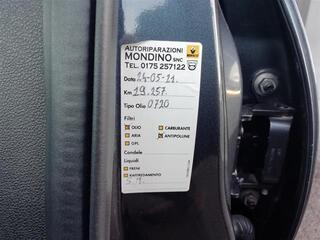 AUTORIPARAZIONI
MONDINO SNC
TEL. 0175 257122
Data 24-05-11.
Km 19.257.
Tipo Olio 0720
Filtri
OLIO CARBURANTE
ARIA ANTIPOLLINE
GPL
Candele
Liquidi
FRENI
RAFFREDDAMENTO